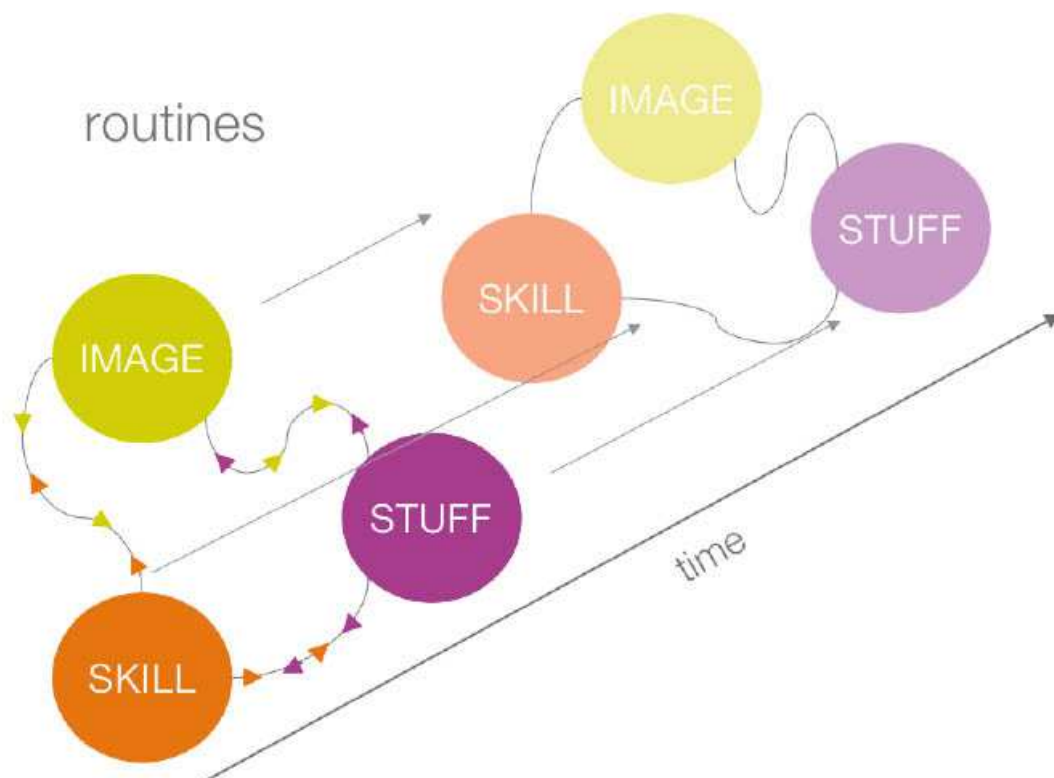 IMAGE
routines
STUFF
SKILL
IMAGE
STUFF
time
SKILL